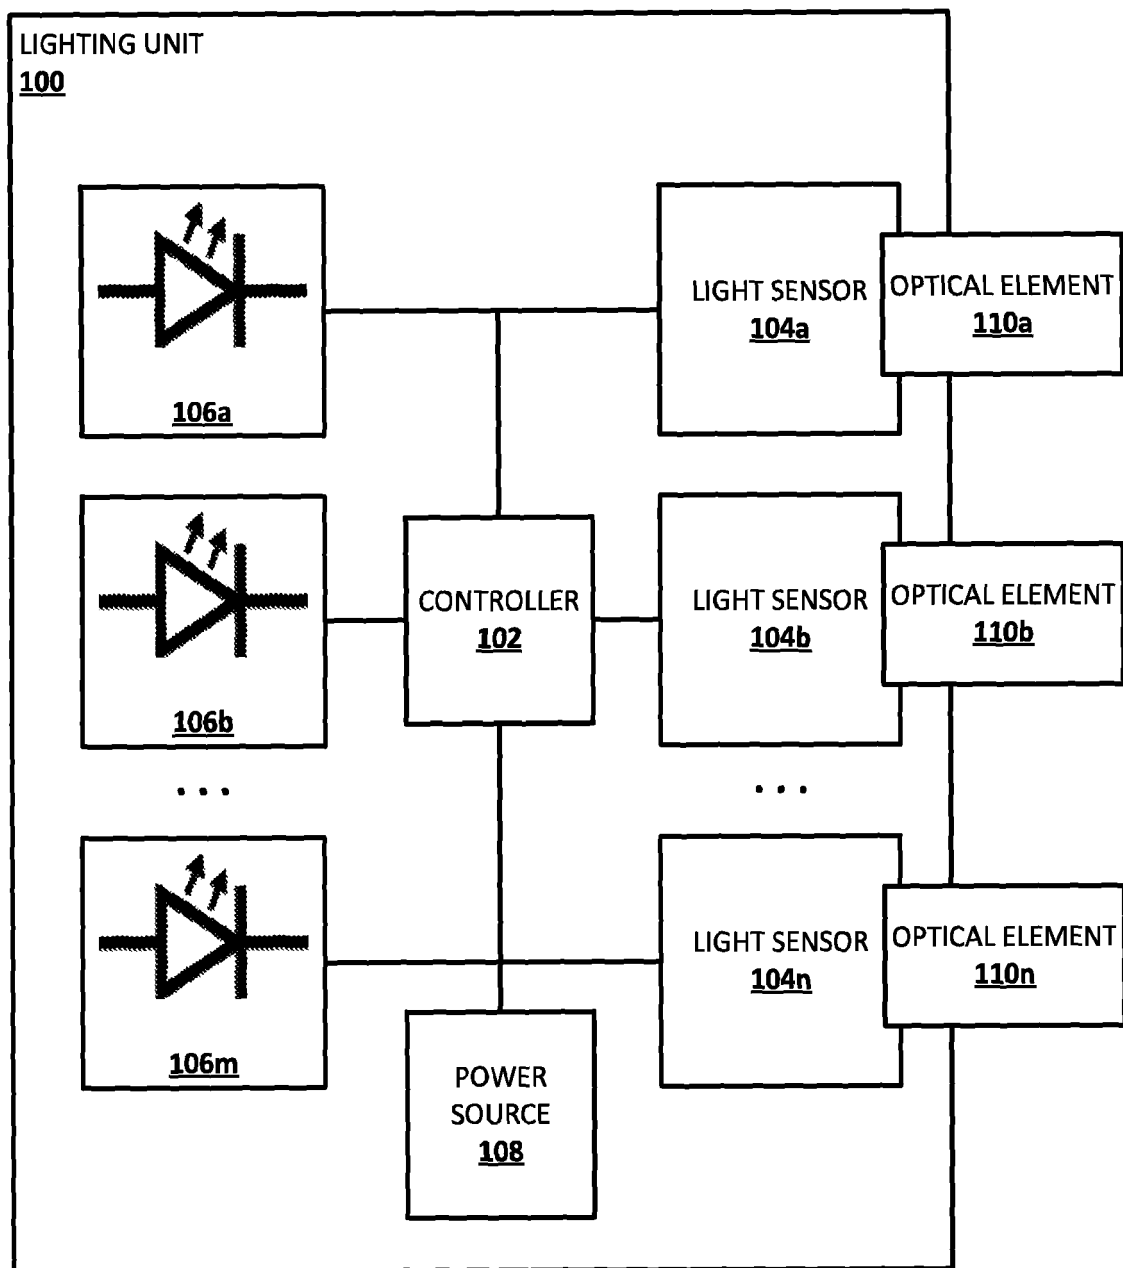 LIGHTING UNIT
100
106a
LIGHT SENSOR
104a
OPTICAL ELEMENT
110a
106b
CONTROLLER
102
LIGHT SENSOR
104b
OPTICAL ELEMENT
110b
. . .
. . .
106m
LIGHT SENSOR
104n
OPTICAL ELEMENT
110n
POWER
SOURCE
108